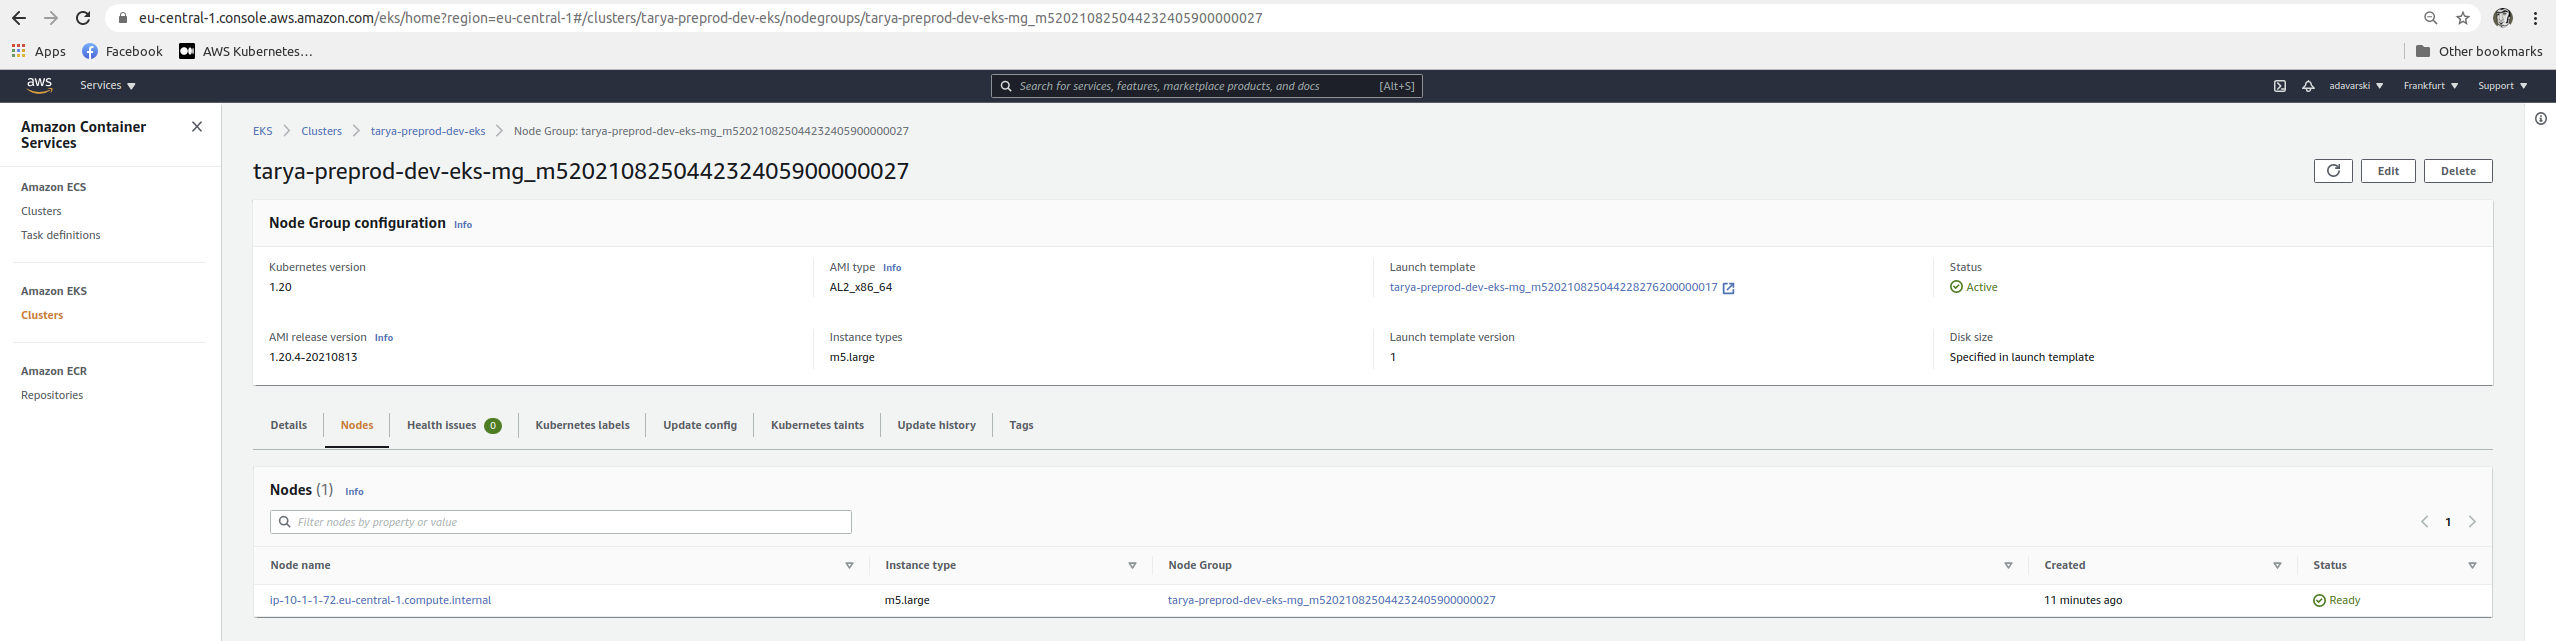 eu-central-1.console.aws.amazon.com/eks/home?region=eu-central-1#/clusters/tarya-preprod-dev-eks/nodegroups/tarya-preprod-dev-eks-mg_m520210825044232405900000027
Apps Facebook AWS Kubernetes... Other bookmarks
aws Services Search for services, features, marketplace products, and docs [Alt+S] adavarski Frankfurt Support
Amazon Container
Services
Amazon ECS
Clusters
Task definitions
Amazon EKS
Clusters
Amazon ECR
Repositories
EKS Clusters tarya-preprod-dev-eks Node Group: tarya-preprod-dev-eks-mg_m520210825044232405900000027
tarya-preprod-dev-eks-mg_m520210825044232405900000027
Edit Delete
Node Group configuration Info
Kubernetes version AMI type Info Launch template Status
1.20 AL2_x86_64 tarya-preprod-dev-eks-mg_m520210825044228276200000017 Active
AMI release version Info Instance types Launch template version Disk size
1.20.4-20210813 m5.large 1 Specified in launch template
Details Nodes Health issues 0 Kubernetes labels Update config Kubernetes taints Update history Tags
Nodes (1) Info
Filter nodes by property or value 1
Node name Instance type Node Group Created Status
ip-10-1-1-72.eu-central-1.compute.internal m5.large tarya-preprod-dev-eks-mg_m520210825044232405900000027 11 minutes ago Ready